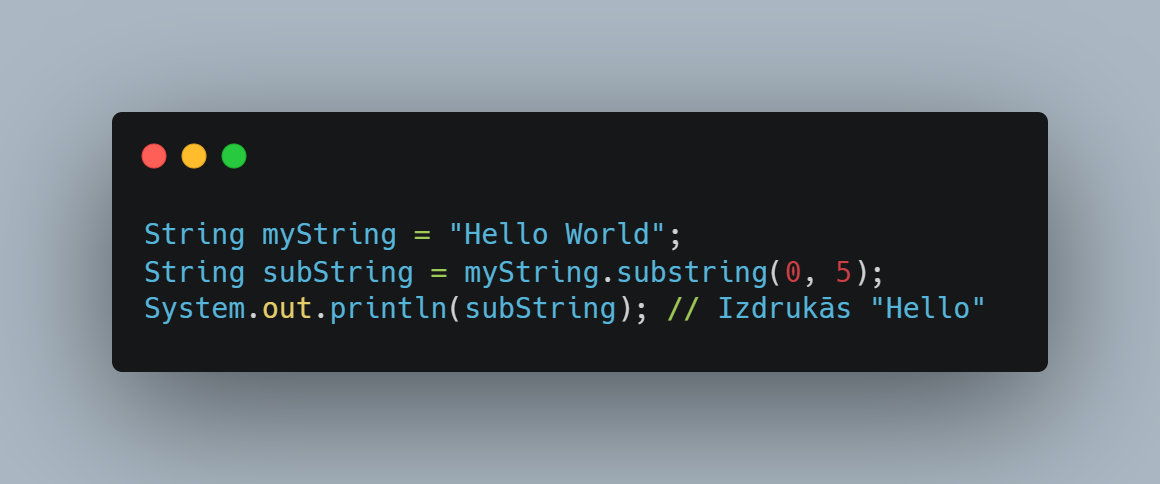 String myString = "Hello World";
String subString = myString.substring(0, 5);
System.out.println(subString); // Izdrukās "Hello"